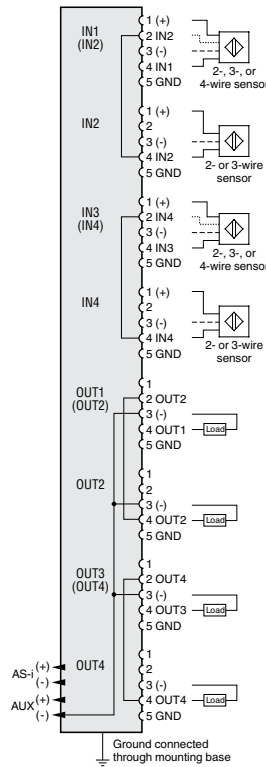 IN1
(IN2)
1 (+)
2 IN2
3 (-)
4 IN1
5 GND
2-, 3-, or
4-wire sensor
IN2
1 (+)
2
3 (-)
4 IN2
5 GND
2- or 3-wire
sensor
IN3
(IN4)
1 (+)
2 IN4
3 (-)
4 IN3
5 GND
2-, 3-, or
4-wire sensor
IN4
1 (+)
2
3 (-)
4 IN4
5 GND
2- or 3-wire
sensor
OUT1
(OUT2)
1
2 OUT2
3 (-)
4 OUT1
5 GND
Load
OUT2
1
2
3 (-)
4 OUT2
5 GND
Load
OUT3
(OUT4)
1
2 OUT4
3 (-)
4 OUT3
5 GND
Load
OUT4
1
2
3 (-)
4 OUT4
5 GND
Load
AS-i (+)
(-)
AUX (+)
(-)
Ground connected
through mounting base